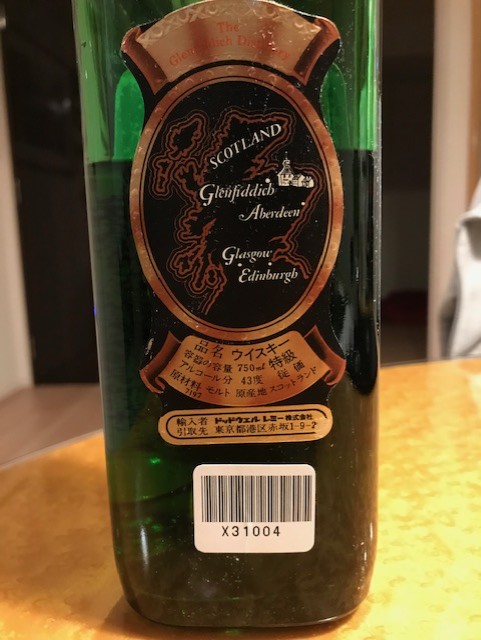 The
Glenfiddich Distillery
SCOTLAND
Glenfiddich
Aberdeen
Glasgow
Edinburgh
品名 ウイスキー
容器の容量 750ml 特級
アルコール分 43度 従価
原材料 モルト 原産地 スコットランド
7187
輸入者 ドッドウェル レミー 株式会社
引取先 東京都港区赤坂1-9-2
X31004